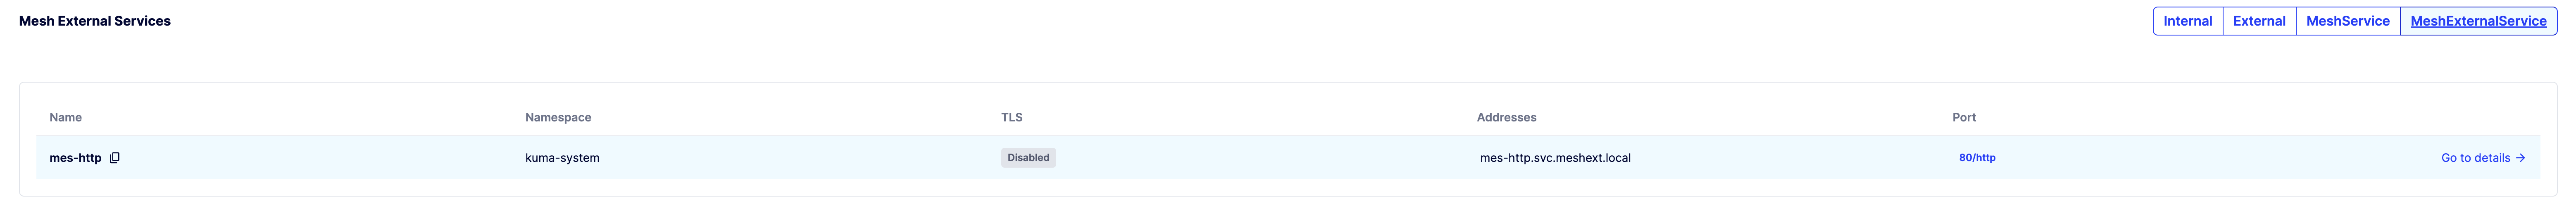 Mesh External Services Internal External MeshService MeshExternalService
Name Namespace TLS Addresses Port
mes-http kuma-system Disabled mes-http.svc.meshext.local 80/http Go to details →